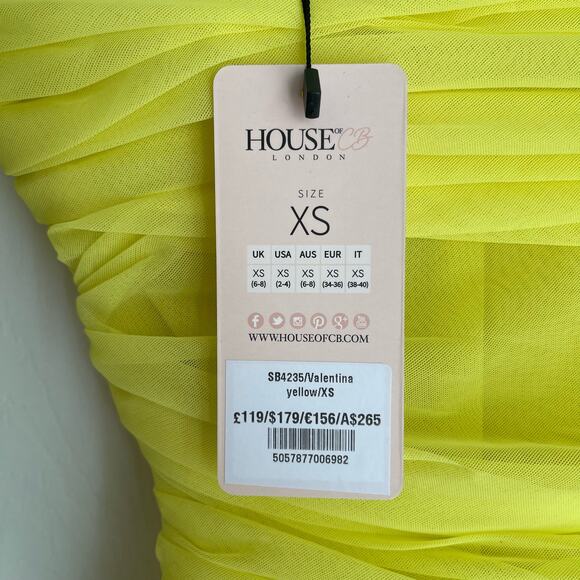 HOUSE OF CB
LONDON
SIZE
XS
UK USA AUS EUR IT
XS XS XS XS XS
(6-8) (2-4) (6-8) (34-36) (38-40)
WWW.HOUSEOFCB.COM
SB4235/Valentina
yellow/XS
£119/$179/€156/A$265
5057877006982